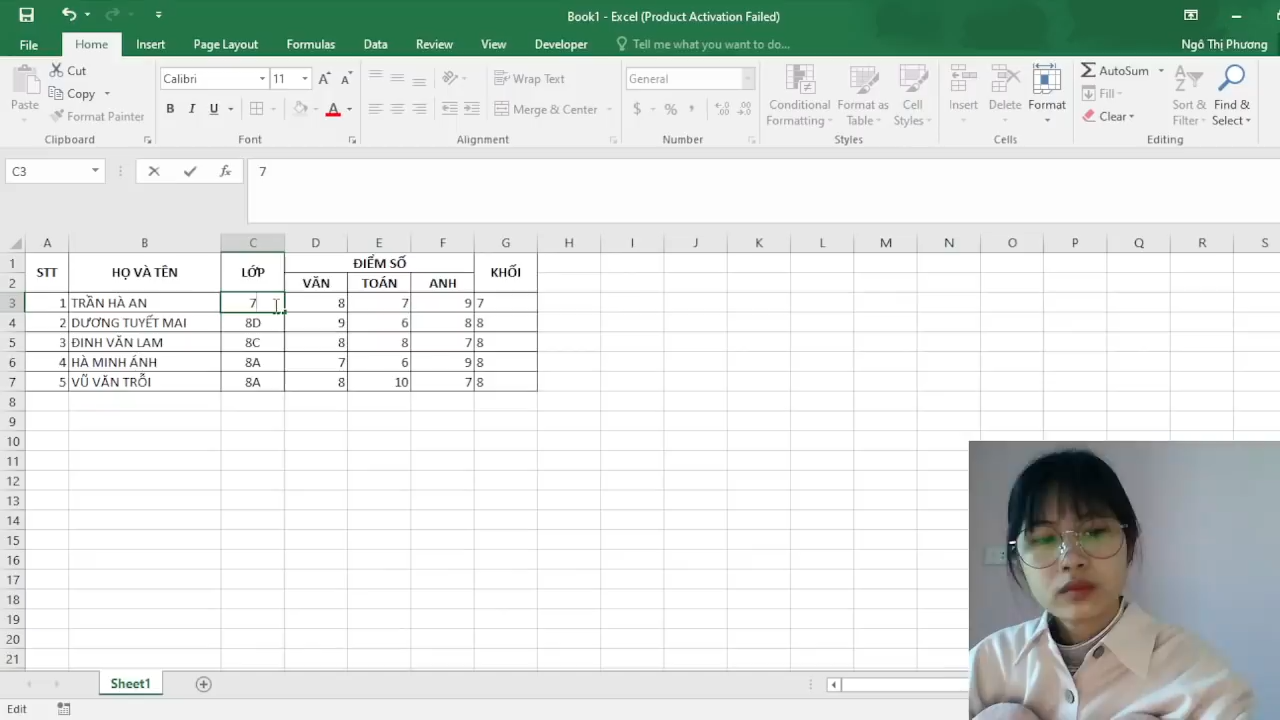 Book1 - Excel (Product Activation Failed)
File Home Insert Page Layout Formulas Data Review View Developer Tell me what you want to do... Ngô Thị Phương
Paste Cut Copy Format Painter
Clipboard
Calibri 11 A A
B I U A
Font
Wrap Text
Merge & Center
Alignment
General
$ % , .0 .00 .00 .0
Number
Conditional Formatting Format as Table Cell Styles
Styles
Insert Delete Format
Cells
AutoSum Fill Clear Sort & Filter Find & Select
Editing
C3 fx 7
A B C D E F G H I J K L M N O P Q R S
1 STT HỌ VÀ TÊN LỚP ĐIỂM SỐ KHỐI
2 VĂN TOÁN ANH
3 1 TRẦN HÀ AN 7 8 7 9 7
4 2 DƯƠNG TUYẾT MAI 8D 9 6 8 8
5 3 ĐINH VĂN LAM 8C 8 8 7 8
6 4 HÀ MINH ÁNH 8A 7 6 9 8
7 5 VŨ VĂN TRỖI 8A 8 10 7 8
8
9
10
11
12
13
14
15
16
17
18
19
20
21
Sheet1
Edit